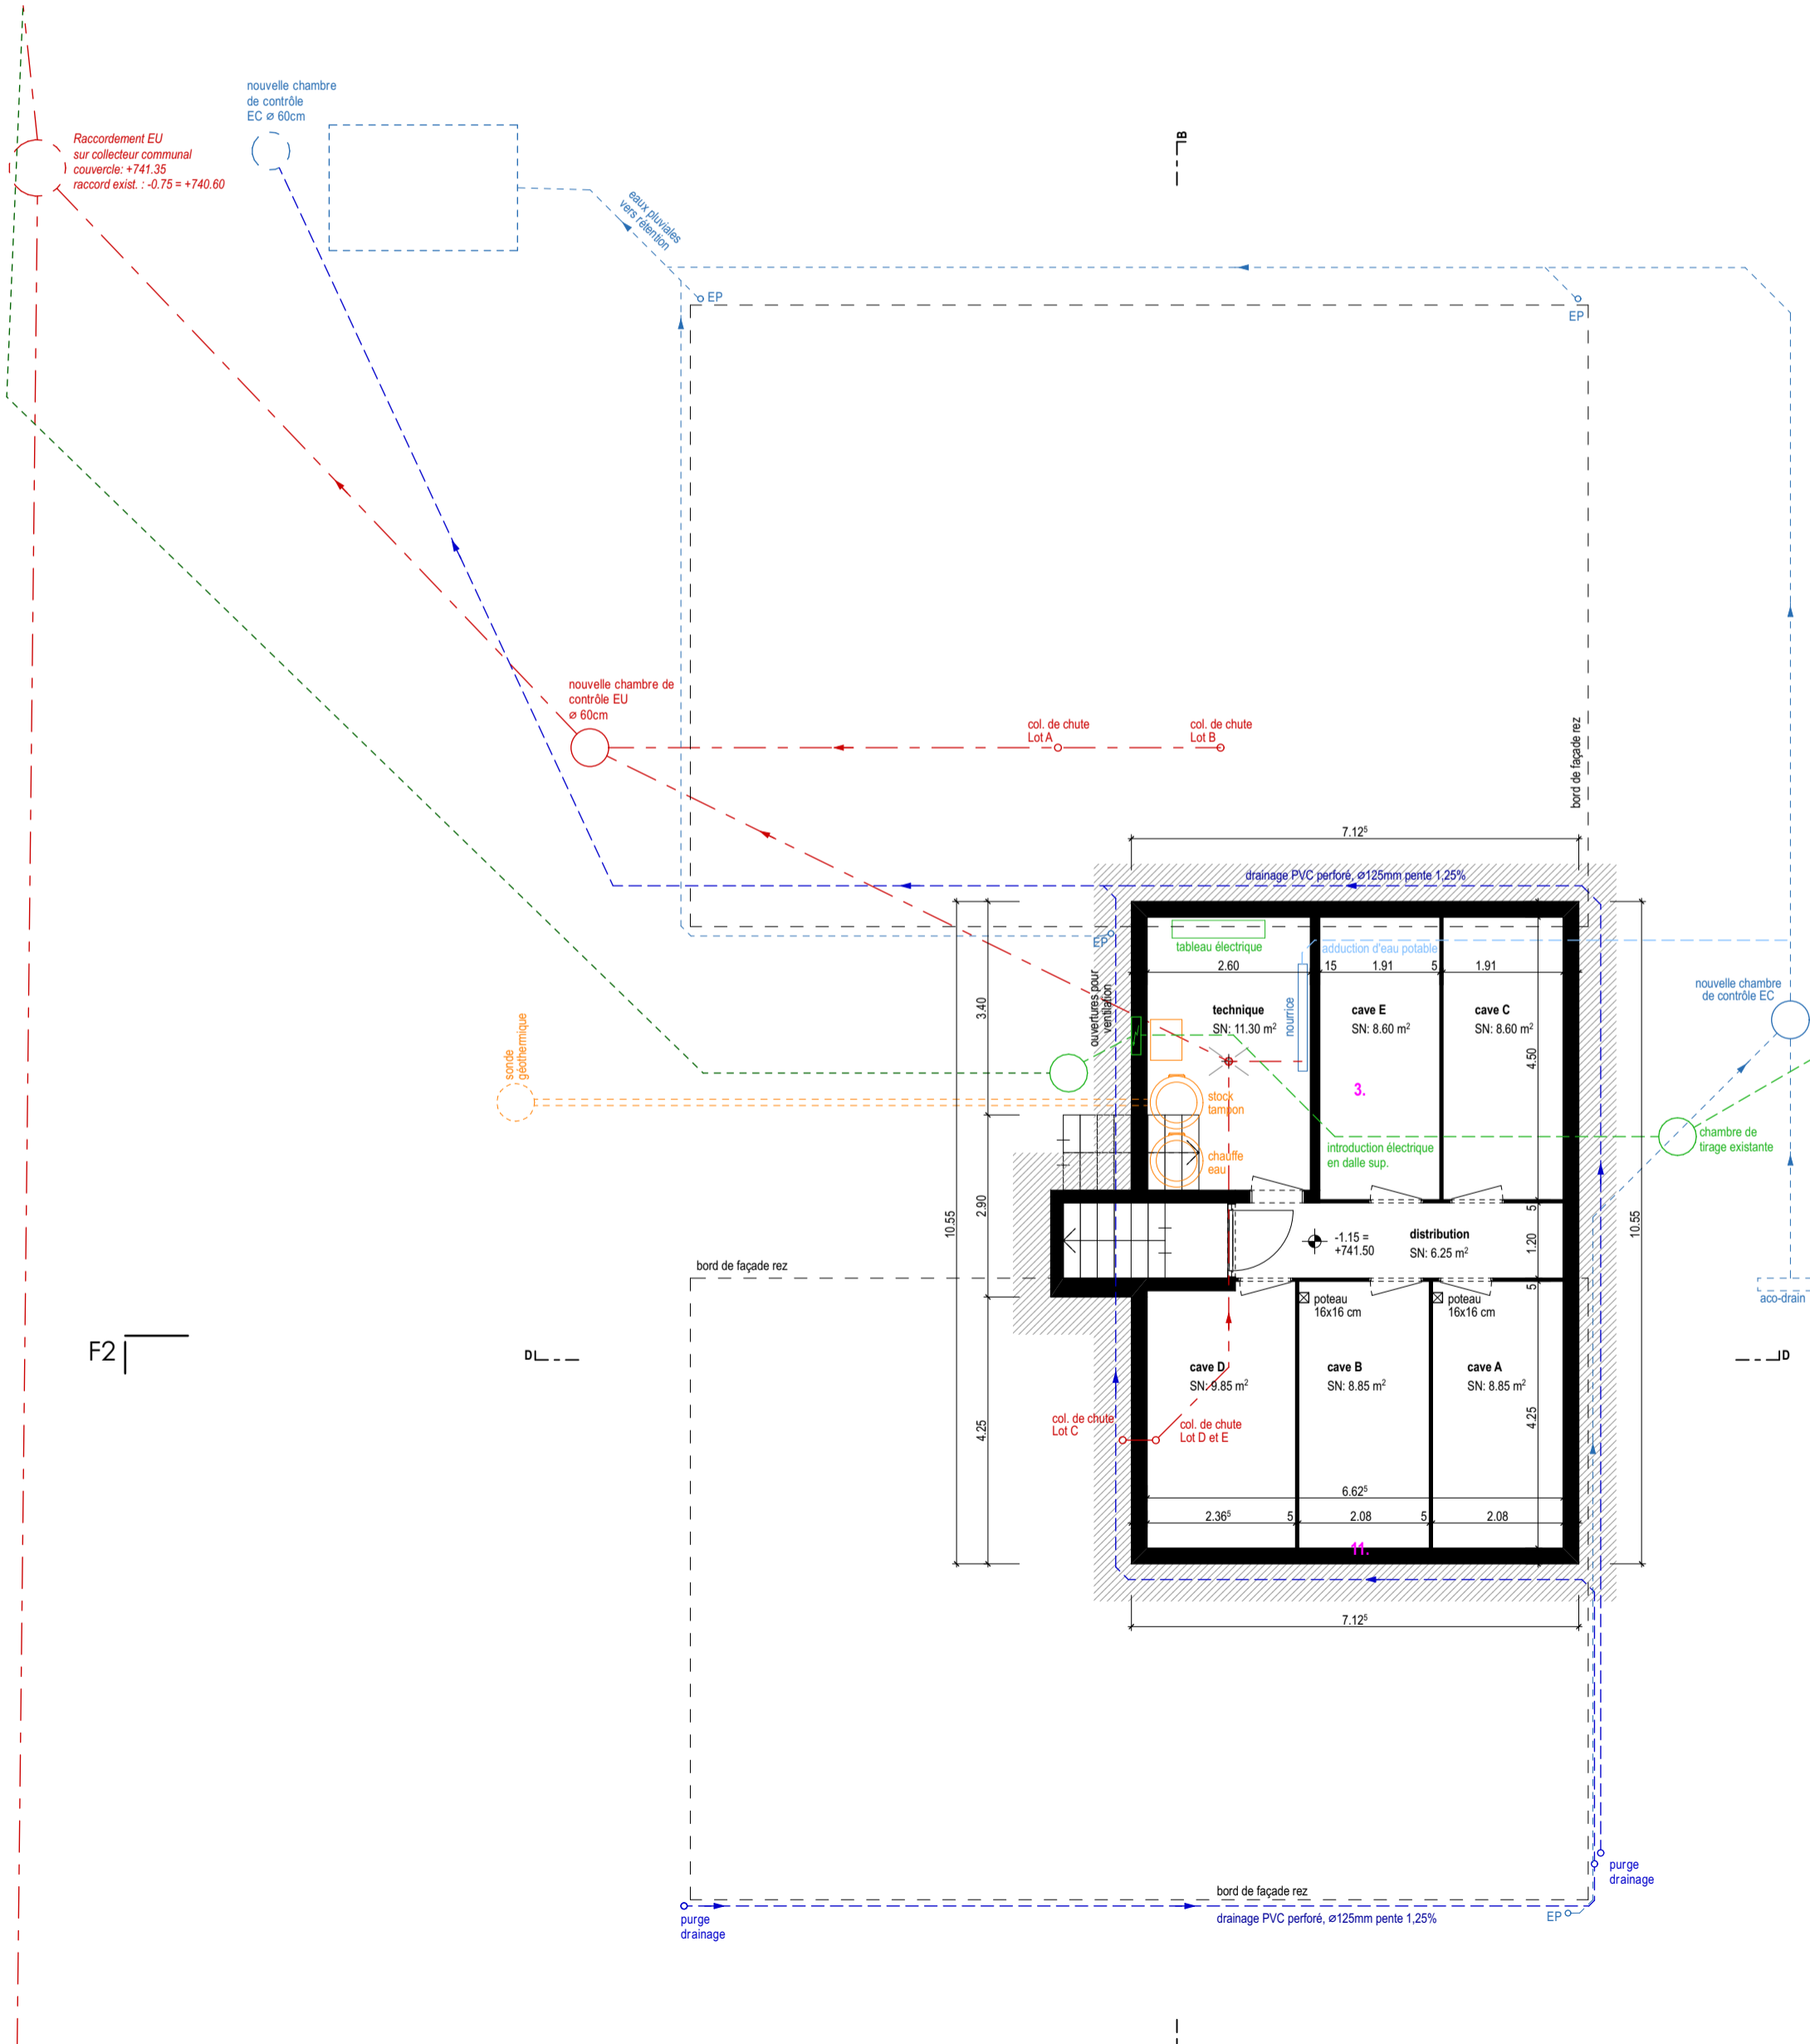 nouvelle chambre
de contrôle
EC ⌀ 60cm
Raccordement EU
sur collecteur communal
couvercle: +741.35
raccord exist. : -0.75 = +740.60
B
eaux pluviales
vers rétention
EP
EP
nouvelle chambre de
contrôle EU
⌀ 60cm
col. de chute
Lot A
col. de chute
Lot B
bord de façade rez
7.12⁵
drainage PVC perforé, ⌀125mm pente 1,25%
EP
tableau électrique
adduction d'eau potable
2.60
15
1.91
5
1.91
ouvertures pour
ventilation
3.40
technique
SN: 11.30 m²
nourrice
cave E
SN: 8.60 m²
cave C
SN: 8.60 m²
4.50
nouvelle chambre
de contrôle EC
sonde
géothermique
stock
tampon
3.
chauffe
eau
introduction électrique
en dalle sup.
chambre de
tirage existante
10.55
2.90
10.55
-1.15 =
+741.50
distribution
SN: 6.25 m²
5
1.20
5
bord de façade rez
poteau
16x16 cm
poteau
16x16 cm
aco-drain
F2
D
D
cave D
SN: 9.85 m²
cave B
SN: 8.85 m²
cave A
SN: 8.85 m²
4.25
4.25
col. de chute
Lot C
col. de chute
Lot D et E
6.62⁵
2.36⁵
5
2.08
5
2.08
11.
7.12⁵
purge
drainage
bord de façade rez
purge
drainage
drainage PVC perforé, ⌀125mm pente 1,25%
EP